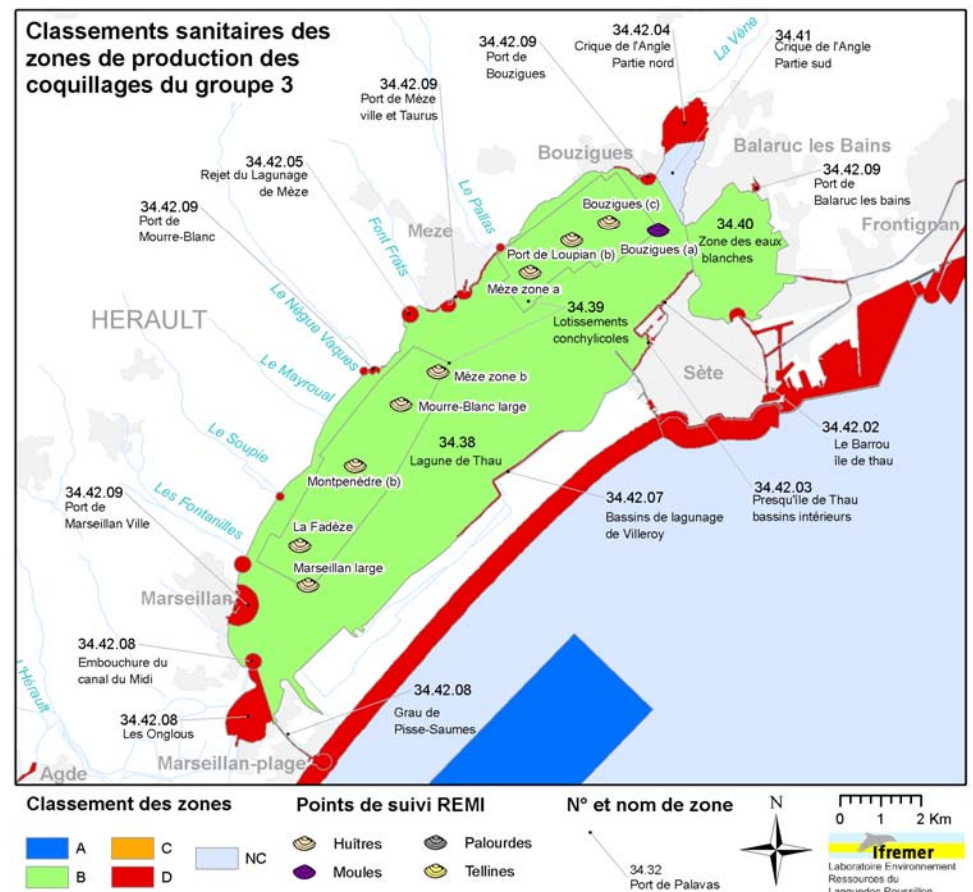 Classements sanitaires des
zones de production des
coquillages du groupe 3
34.42.09
Port de
Bouzigues
34.42.04
Crique de l'Angle
Partie nord
La Vène
34.41
Crique de l'Angle
Partie sud
34.42.09
Port de Mèze
ville et Taurus
Bouzigues
Balaruc les Bains
34.42.09
Port de
Balaruc les bains
34.42.05
Rejet du Lagunage
de Mèze
Le Pallas
34.42.09
Port de
Mourre-Blanc
Font Frats
Meze
Bouzigues (c)
Port de Loupian (b)
Bouzigues (a)
Mèze zone a
34.40
Zone des eaux
blanches
Frontignan
Le Nègue Vaques
HERAULT
34.39
Lotissements
conchylicoles
Le Mayroual
Mèze zone b
Sète
Mourre-Blanc large
Le Soupie
34.38
Lagune de Thau
34.42.02
Le Barrou
île de thau
Montpenèdre (b)
34.42.09
Port de
Marseillan Ville
Les Fontanilles
34.42.07
Bassins de lagunage
de Villeroy
34.42.03
Presqu'île de Thau
bassins intérieurs
La Fadèze
Marseillan large
Marseillan
34.42.08
Embouchure du
canal du Midi
L'Hérault
34.42.08
Les Onglous
34.42.08
Grau de
Pisse-Saumes
Marseillan-plage
Agde
Classement des zones
A
B
C
D
NC
Points de suivi REMI
Huîtres
Moules
Palourdes
Tellines
N° et nom de zone
34.32
Port de Palavas
N
0 1 2 Km
Ifremer
Laboratoire Environnement
Ressources du
Languedoc Roussillon